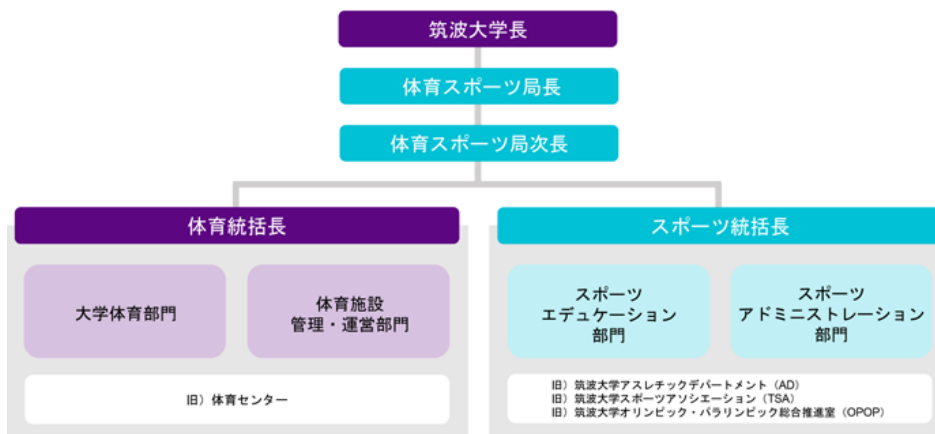 筑波大学長
体育スポーツ局長
体育スポーツ局次長
体育統括長
大学体育部門
体育施設
管理・運営部門
旧）体育センター
スポーツ統括長
スポーツ
エデュケーション
部門
スポーツ
アドミニストレーション
部門
旧）筑波大学アスレチックデパートメント（AD）
旧）筑波大学スポーツアソシエーション（TSA）
旧）筑波大学オリンピック・パラリンピック総合推進室（OPOP）